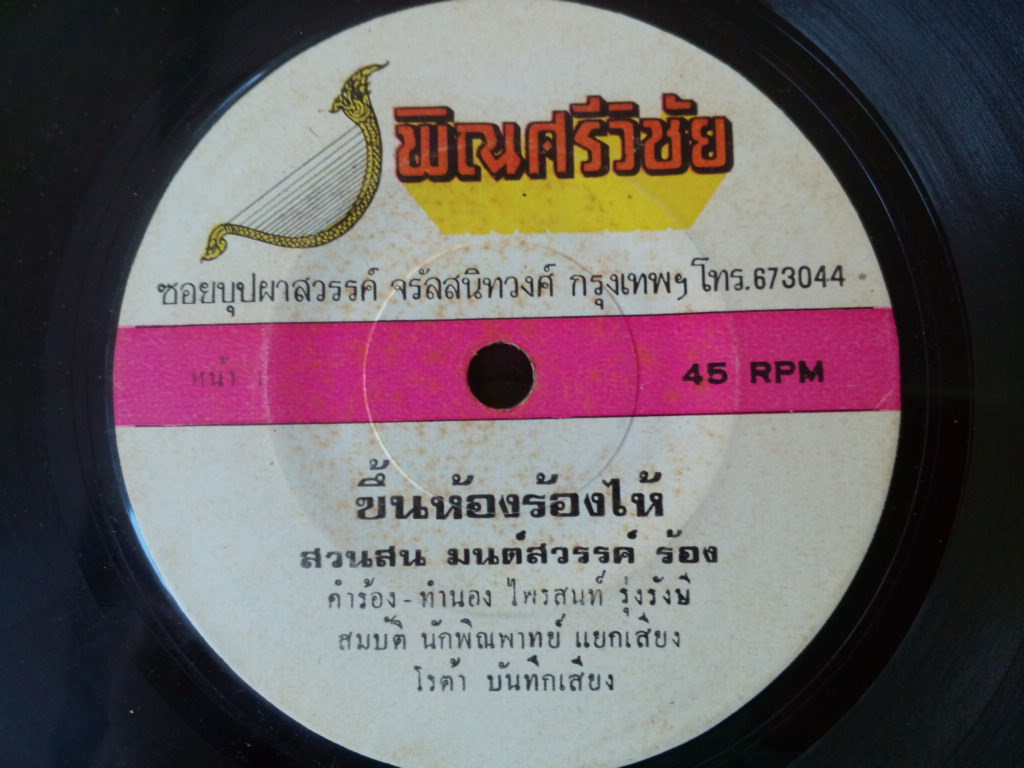 พิณศรีวิชัย
ซอยบุปผาสวรรค์ จรัลสนิทวงศ์ กรุงเทพฯ โทร.673044
หน้า
45 RPM
ขึ้นห้องร้องไห้
สวนสน มนต์สวรรค์ ร้อง
คำร้อง-ทำนอง ไพรสนท์ รุ่งรังษี
สมบัติ นักพิณพาทย์ แยกเสียง
โรต้า บันทึกเสียง